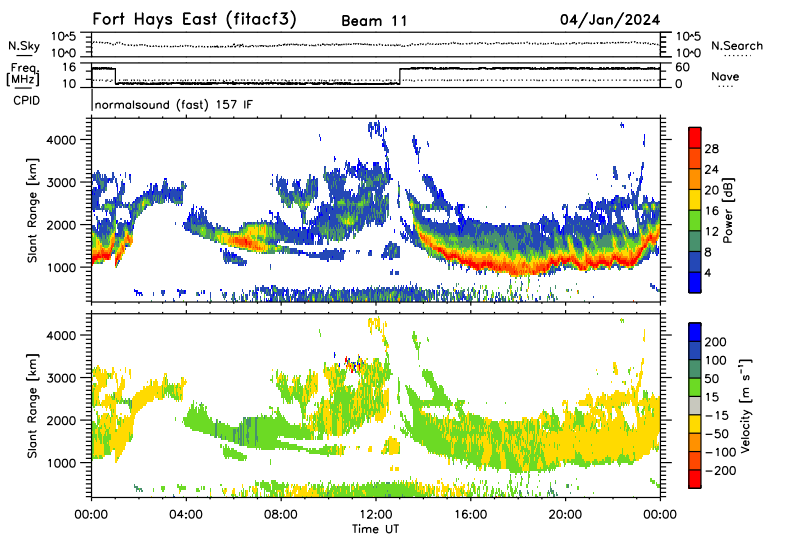 Fort Hays East (fitacf3) Beam 11 04/Jan/2024
N.Sky 10^5 10^0 10^5 10^0 N.Search
Freq. [MHz] 16 10 60 0 Nave
CPID normalsound (fast) 157 IF
Slant Range [km] 4000 3000 2000 1000
Power [dB] 28 24 20 16 12 8 4
Slant Range [km] 4000 3000 2000 1000
Velocity [m s⁻¹] 200 100 50 15 −15 −50 −100 −200
00:00 04:00 08:00 12:00 16:00 20:00 00:00
Time UT